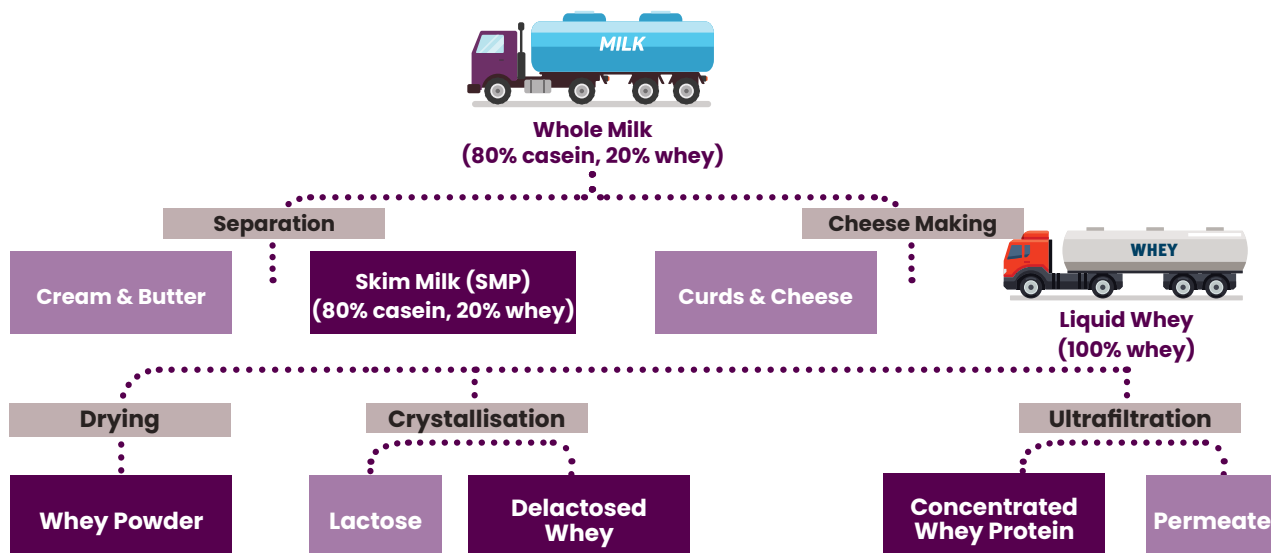 MILK
Whole Milk
(80% casein, 20% whey)
Separation
Cheese Making
Cream & Butter
Skim Milk (SMP)
(80% casein, 20% whey)
Curds & Cheese
WHEY
Liquid Whey
(100% whey)
Drying
Crystallisation
Ultrafiltration
Whey Powder
Lactose
Delactosed
Whey
Concentrated
Whey Protein
Permeate